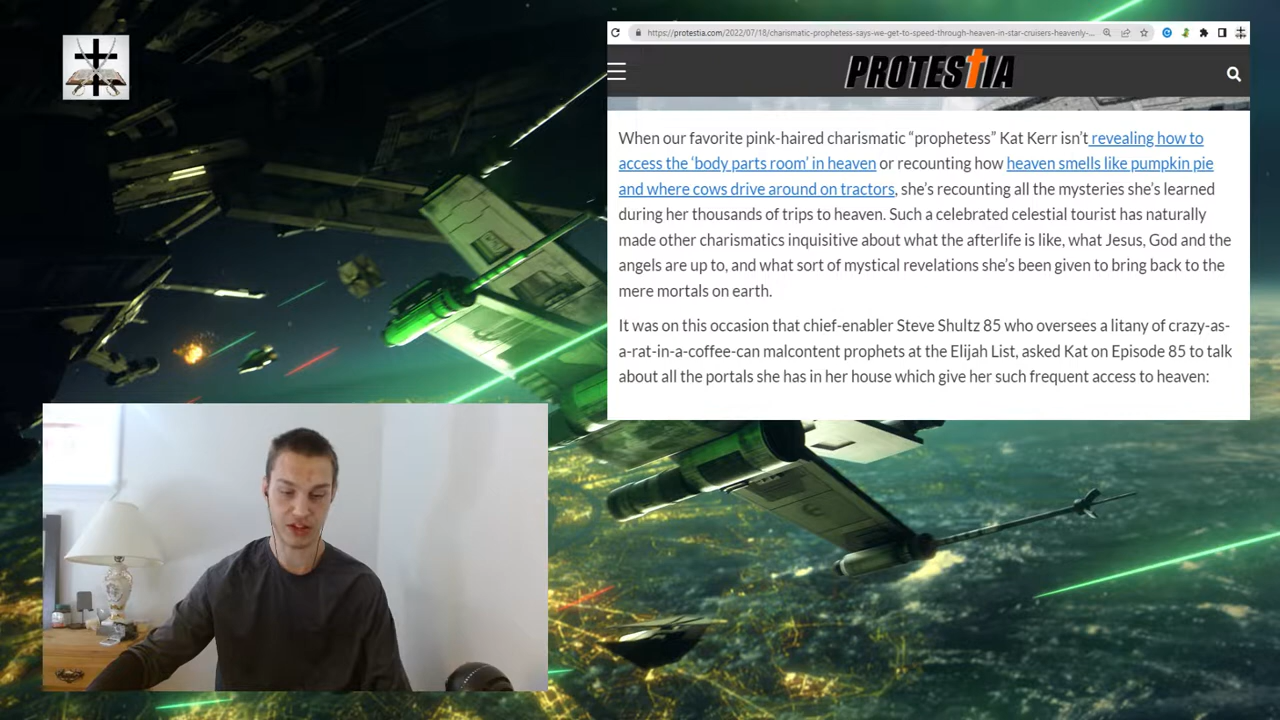 https://protestia.com/2022/07/18/charismatic-prophetess-says-we-get-to-speed-through-heaven-in-star-cruisers-heavenly-...
PROTESTIA
When our favorite pink-haired charismatic “prophetess” Kat Kerr isn’t revealing how to
access the ‘body parts room’ in heaven or recounting how heaven smells like pumpkin pie
and where cows drive around on tractors, she’s recounting all the mysteries she’s learned
during her thousands of trips to heaven. Such a celebrated celestial tourist has naturally
made other charismatics inquisitive about what the afterlife is like, what Jesus, God and the
angels are up to, and what sort of mystical revelations she’s been given to bring back to the
mere mortals on earth.
It was on this occasion that chief-enabler Steve Shultz 85 who oversees a litany of crazy-as-
a-rat-in-a-coffee-can malcontent prophets at the Elijah List, asked Kat on Episode 85 to talk
about all the portals she has in her house which give her such frequent access to heaven: